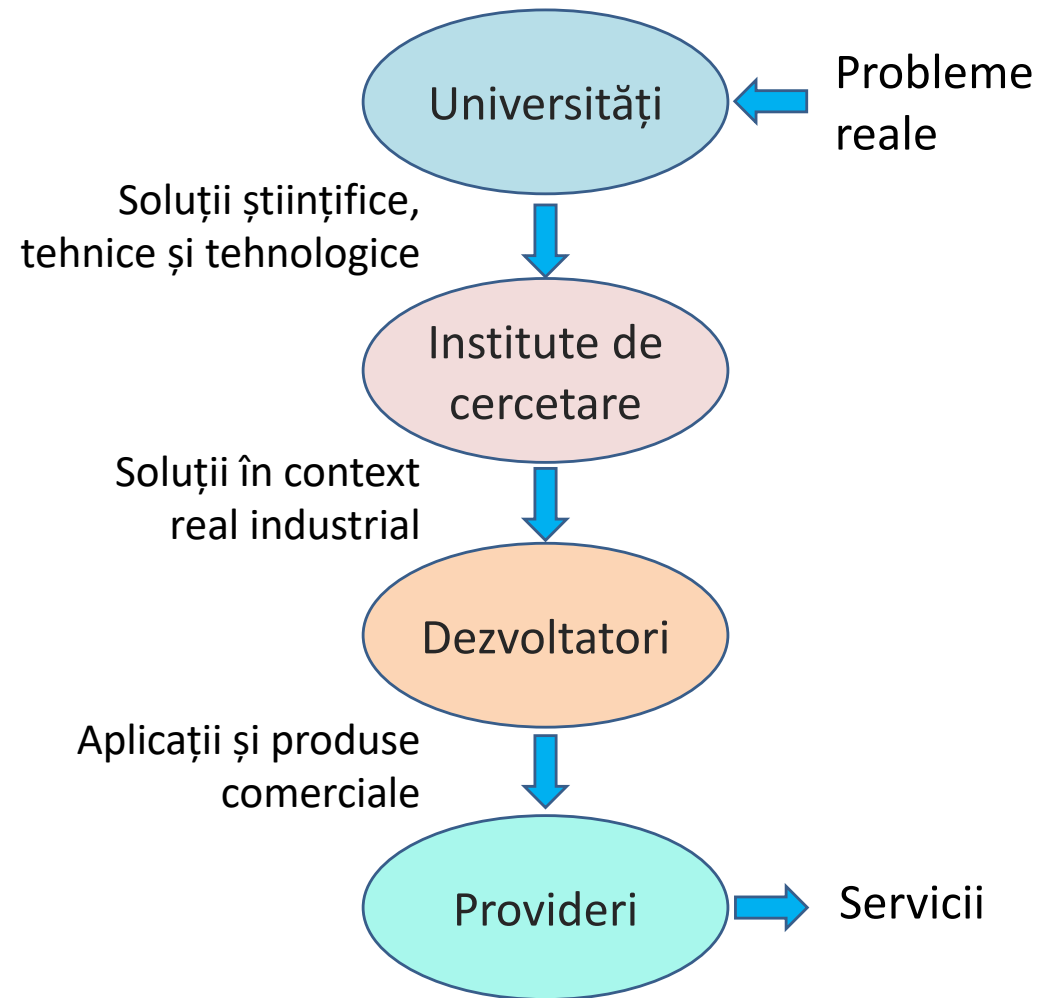 Universități
Probleme
reale
Soluții științifice,
tehnice și tehnologice
Institute de
cercetare
Soluții în context
real industrial
Dezvoltatori
Aplicații și produse
comerciale
Provideri
Servicii